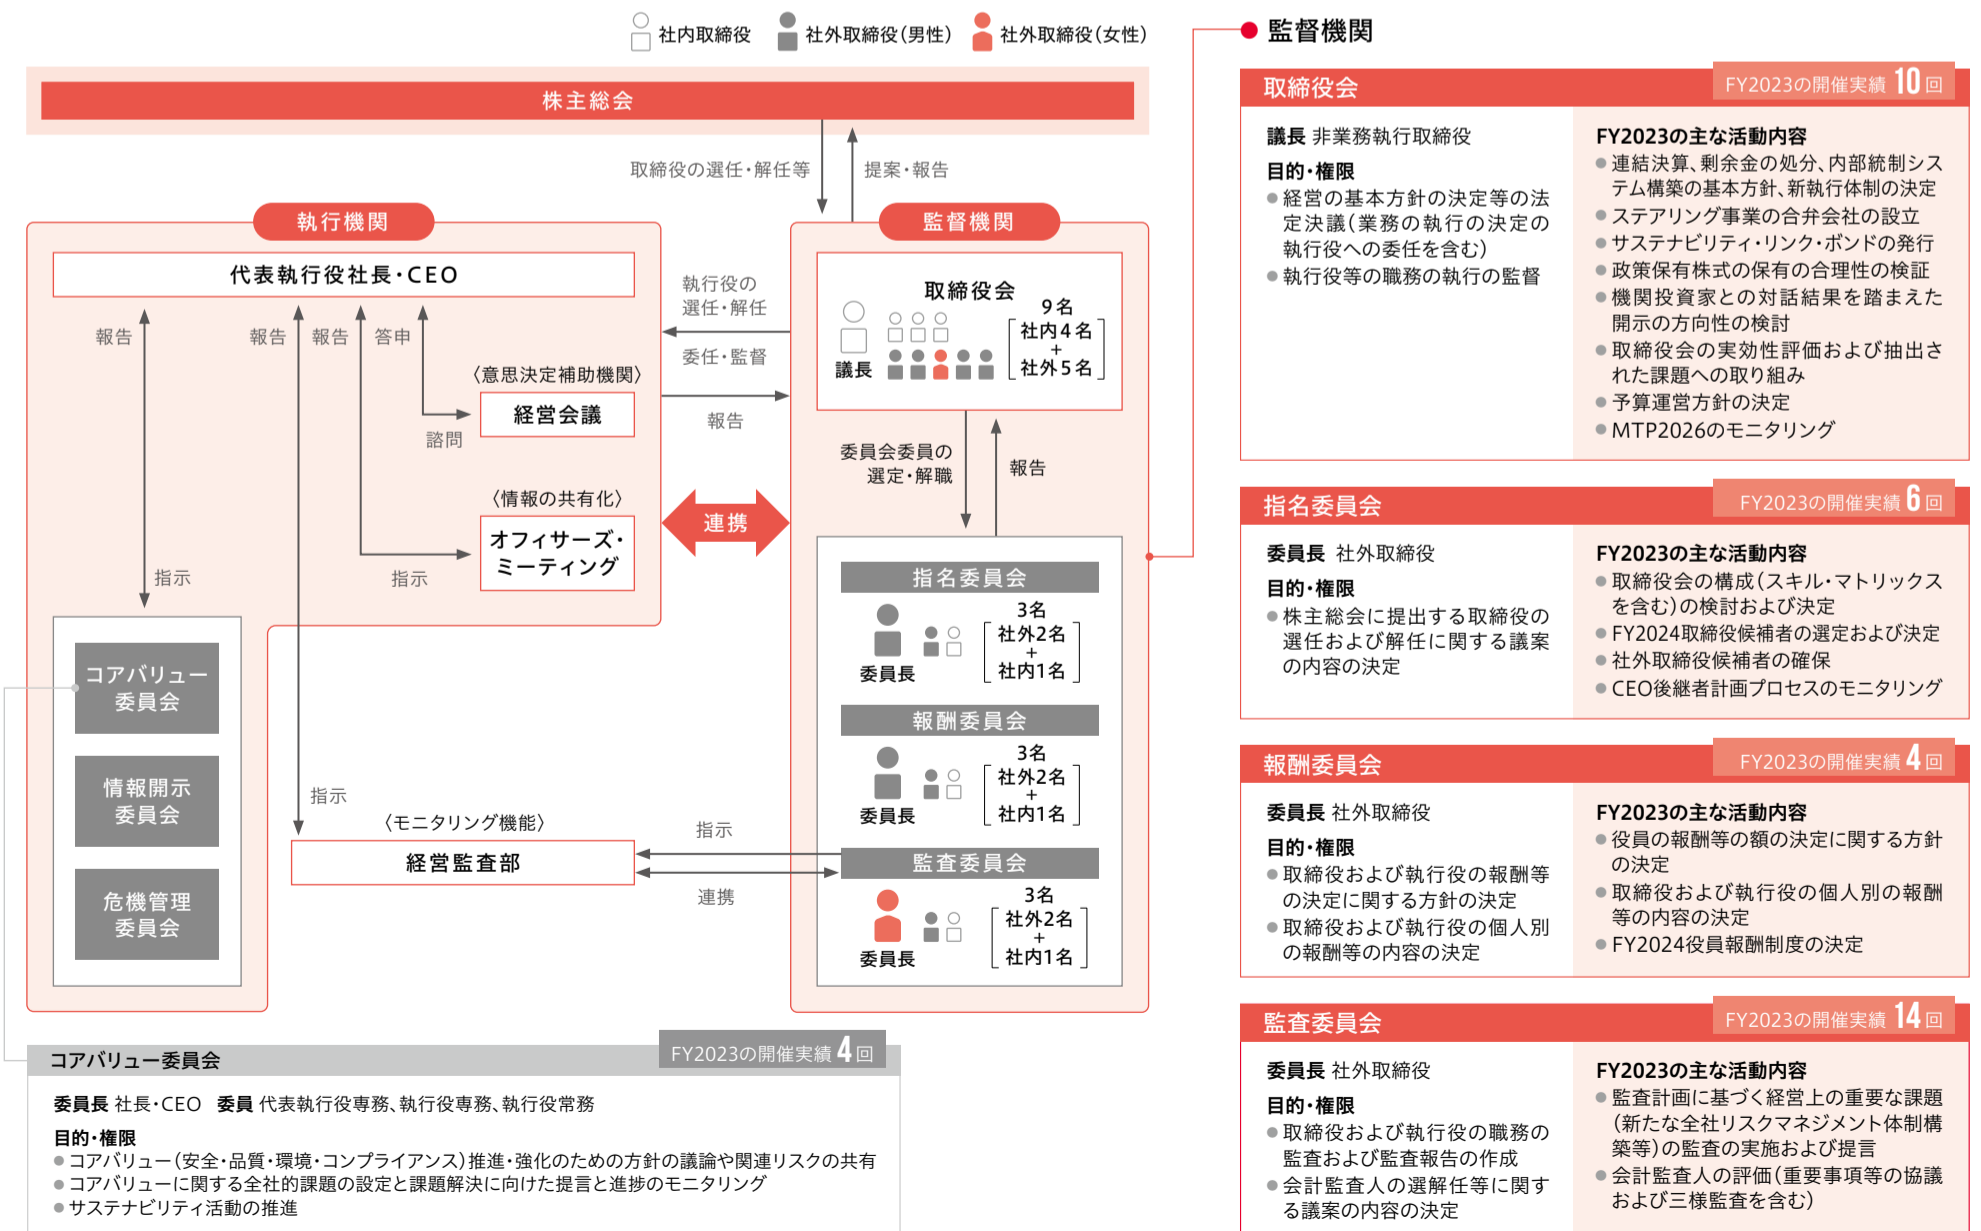 社内取締役
社外取締役(男性)
社外取締役(女性)
株主総会
取締役の選任・解任等
提案・報告
執行機関
代表執行役社長・CEO
報告
報告
報告
答申
〈意思決定補助機関〉
経営会議
諮問
〈情報の共有化〉
オフィサーズ・
ミーティング
指示
指示
コアバリュー
委員会
情報開示
委員会
危機管理
委員会
指示
〈モニタリング機能〉
経営監査部
執行役の
選任・解任
委任・監督
報告
連携
指示
連携
監督機関
取締役会
議長
9名
社内4名
+
社外5名
委員会委員の
選定・解職
報告
指名委員会
委員長
3名
社外2名
+
社内1名
報酬委員会
委員長
3名
社外2名
+
社内1名
監査委員会
委員長
3名
社外2名
+
社内1名
コアバリュー委員会
FY2023の開催実績 4回
委員長 社長・CEO 委員 代表執行役専務、執行役専務、執行役常務
目的・権限
●コアバリュー(安全・品質・環境・コンプライアンス)推進・強化のための方針の議論や関連リスクの共有
●コアバリューに関する全社的課題の設定と課題解決に向けた提言と進捗のモニタリング
●サステナビリティ活動の推進
監督機関
取締役会
FY2023の開催実績 10回
議長 非業務執行取締役
目的・権限
●経営の基本方針の決定等の法
定決議(業務の執行の決定の
執行役への委任を含む)
●執行役等の職務の執行の監督
FY2023の主な活動内容
●連結決算、剰余金の処分、内部統制シス
テム構築の基本方針、新執行体制の決定
●ステアリング事業の合弁会社の設立
●サステナビリティ・リンク・ボンドの発行
●政策保有株式の保有の合理性の検証
●機関投資家との対話結果を踏まえた
開示の方向性の検討
●取締役会の実効性評価および抽出さ
れた課題への取り組み
●予算運営方針の決定
●MTP2026のモニタリング
指名委員会
FY2023の開催実績 6回
委員長 社外取締役
目的・権限
●株主総会に提出する取締役の
選任および解任に関する議案
の内容の決定
FY2023の主な活動内容
●取締役会の構成(スキル・マトリックス
を含む)の検討および決定
●FY2024取締役候補者の選定および決定
●社外取締役候補者の確保
●CEO後継者計画プロセスのモニタリング
報酬委員会
FY2023の開催実績 4回
委員長 社外取締役
目的・権限
●取締役および執行役の報酬等
の決定に関する方針の決定
●取締役および執行役の個人別
の報酬等の内容の決定
FY2023の主な活動内容
●役員の報酬等の額の決定に関する方針
の決定
●取締役および執行役の個人別の報酬
等の内容の決定
●FY2024役員報酬制度の決定
監査委員会
FY2023の開催実績 14回
委員長 社外取締役
目的・権限
●取締役および執行役の職務の
監査および監査報告の作成
●会計監査人の選解任等に関す
る議案の内容の決定
FY2023の主な活動内容
●監査計画に基づく経営上の重要な課題
(新たな全社リスクマネジメント体制構
築等)の監査の実施および提言
●会計監査人の評価(重要事項等の協議
および三様監査を含む)